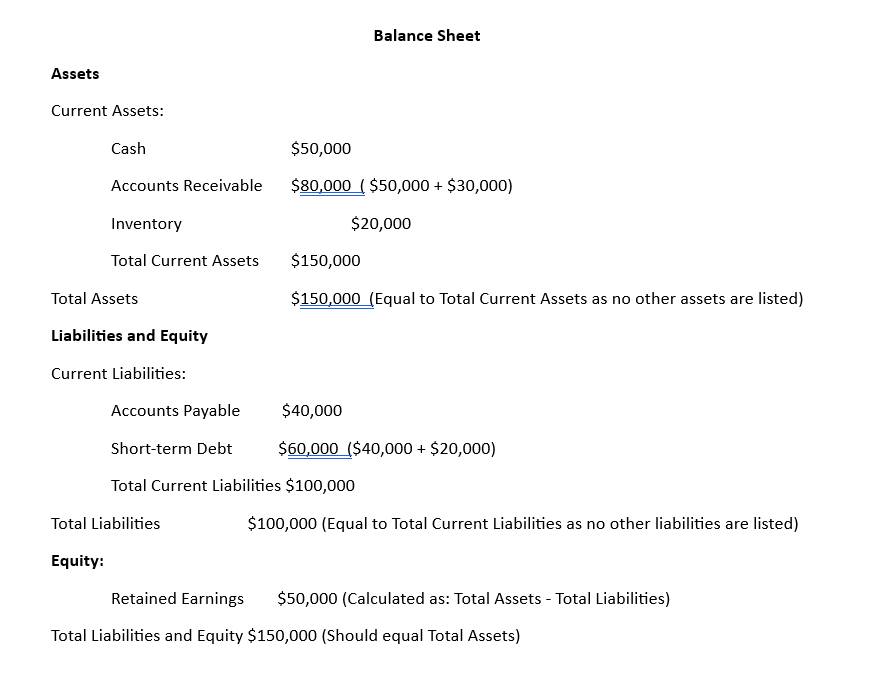 Balance Sheet
Assets
Current Assets:
Cash $50,000
Accounts Receivable $80,000 ( $50,000 + $30,000)
Inventory $20,000
Total Current Assets $150,000
Total Assets $150,000 (Equal to Total Current Assets as no other assets are listed)
Liabilities and Equity
Current Liabilities:
Accounts Payable $40,000
Short-term Debt $60,000 ($40,000 + $20,000)
Total Current Liabilities $100,000
Total Liabilities $100,000 (Equal to Total Current Liabilities as no other liabilities are listed)
Equity:
Retained Earnings $50,000 (Calculated as: Total Assets - Total Liabilities)
Total Liabilities and Equity $150,000 (Should equal Total Assets)